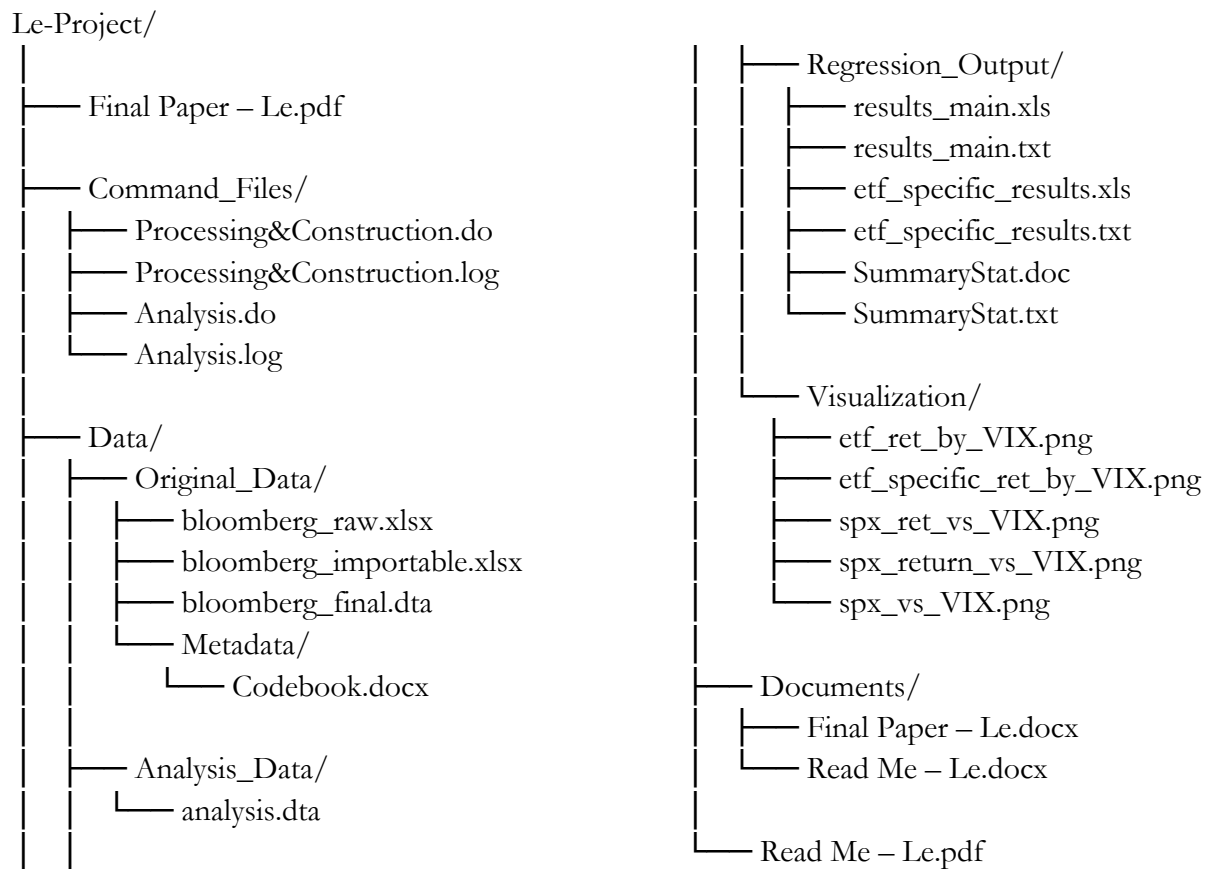 Le-Project/
Final Paper – Le.pdf
Command_Files/
Processing&Construction.do
Processing&Construction.log
Analysis.do
Analysis.log
Data/
Original_Data/
bloomberg_raw.xlsx
bloomberg_importable.xlsx
bloomberg_final.dta
Metadata/
Codebook.docx
Analysis_Data/
analysis.dta
Regression_Output/
results_main.xls
results_main.txt
etf_specific_results.xls
etf_specific_results.txt
SummaryStat.doc
SummaryStat.txt
Visualization/
etf_ret_by_VIX.png
etf_specific_ret_by_VIX.png
spx_ret_vs_VIX.png
spx_return_vs_VIX.png
spx_vs_VIX.png
Documents/
Final Paper – Le.docx
Read Me – Le.docx
Read Me – Le.pdf